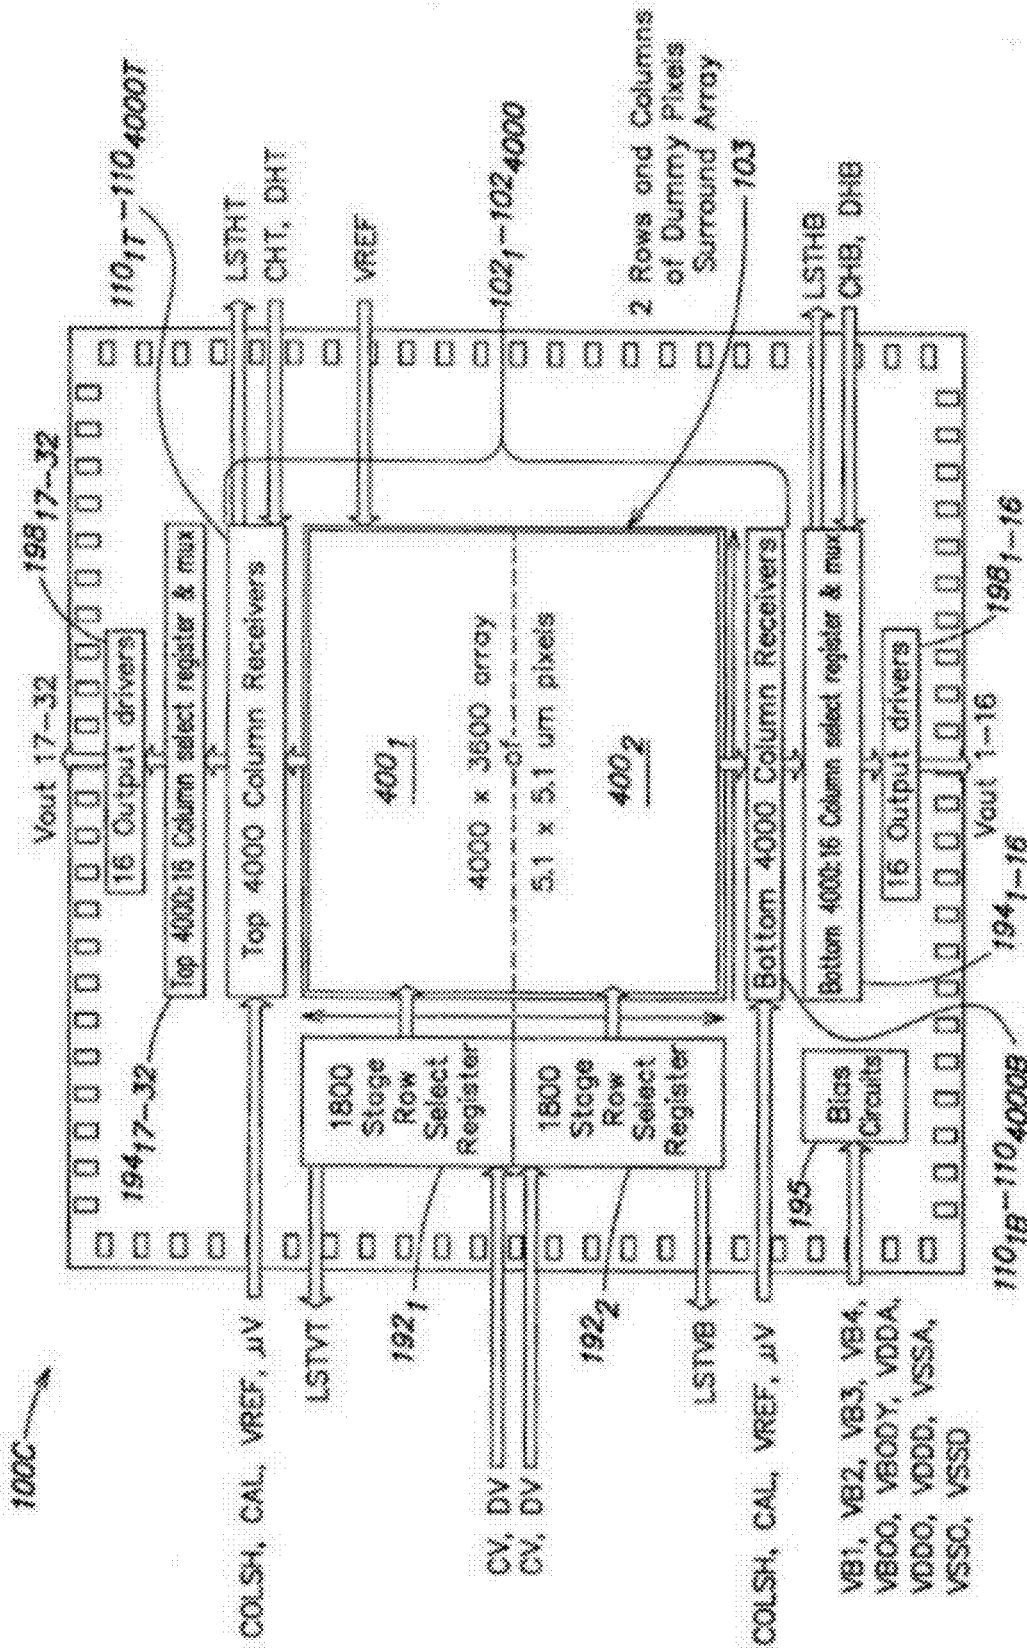 100C
Vout 17-32
198 17-32
16 Output drivers
194 17-32
Top 4000:16 Column select register & mux
110 1T-110 4000T
COLSH, CAL, VREF, μV
Top 4000 Column Receivers
LSTHT
CHT, DHT
LSTVT
VREF
1800
Stage
Row
Select
Register
192 1
400 1
4000 x 3600 array
of
5.1 x 5.1 um pixels
102 1-102 4000
CV, DV
CV, DV
1800
Stage
Row
Select
Register
192 2
400 2
2 Rows and Columns
of Dummy Pixels
Surround Array
103
LSTVB
COLSH, CAL, VREF, μV
Bottom 4000 Column Receivers
195
Bias
Circuits
Bottom 4000:16 Column select register & mux
LSTHB
CHB, DHB
VB1, VB2, VB3, VB4,
VBODY, VDDA,
VDDD, VSSA,
VSSD
16 Output drivers
110 1B-110 4000B
194 1-16
Vout 1-16
198 1-16